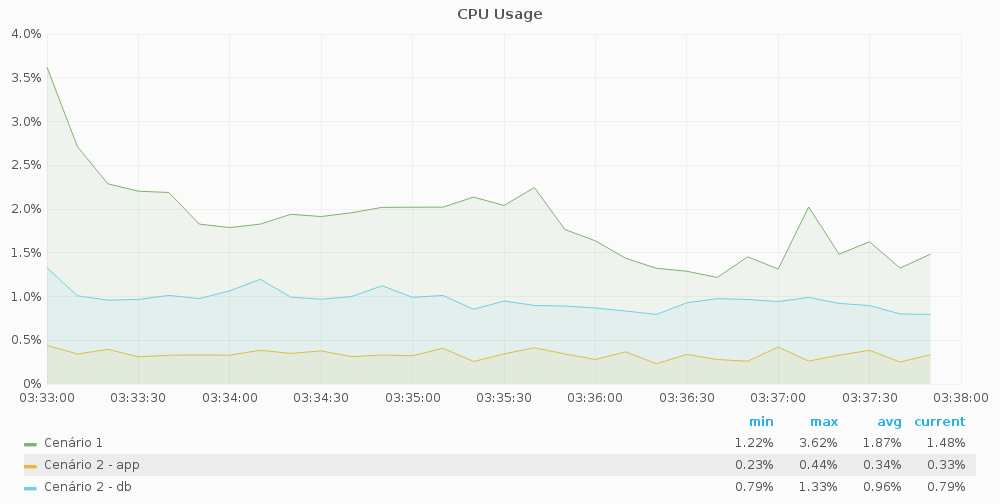 CPU Usage
4.0%
3.5%
3.0%
2.5%
2.0%
1.5%
1.0%
0.5%
0%
03:33:00 03:33:30 03:34:00 03:34:30 03:35:00 03:35:30 03:36:00 03:36:30 03:37:00 03:37:30 03:38:00
min max avg current
Cenário 1 1.22% 3.62% 1.87% 1.48%
Cenário 2 - app 0.23% 0.44% 0.34% 0.33%
Cenário 2 - db 0.79% 1.33% 0.96% 0.79%